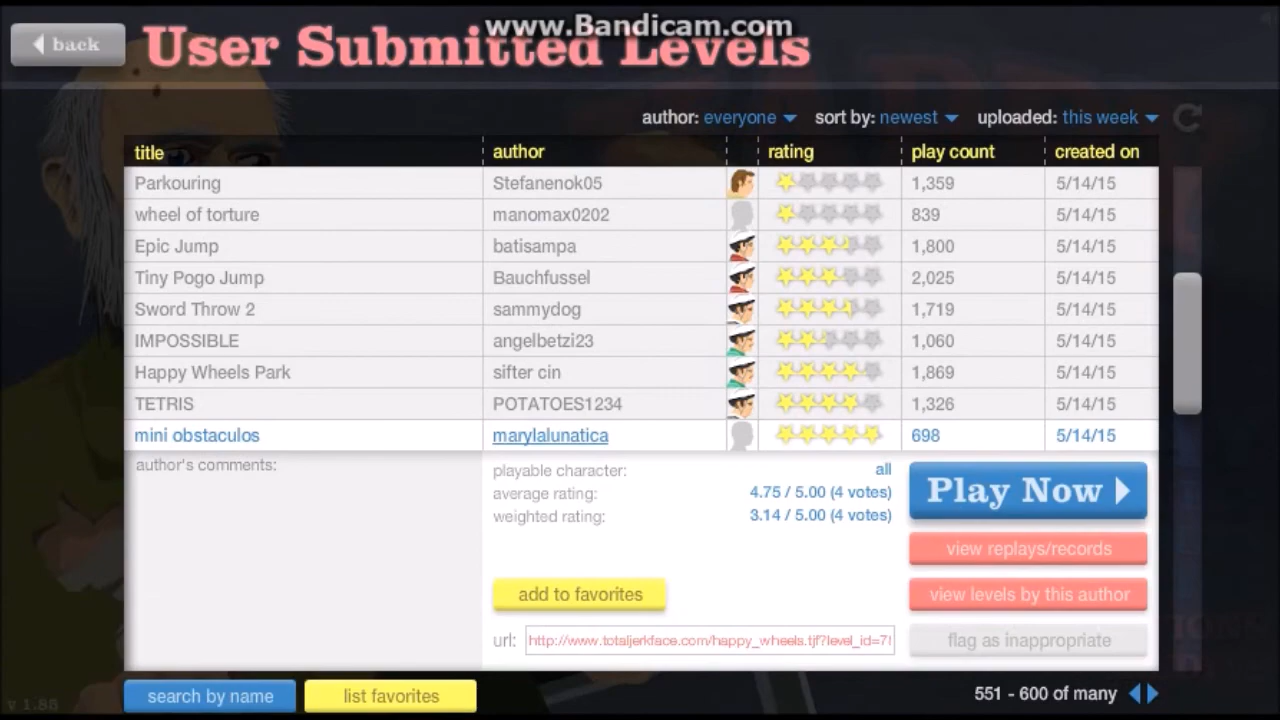 www.Bandicam.com
back
User Submitted Levels
author: everyone sort by: newest uploaded: this week
title author rating play count created on
Parkouring Stefanenok05 1,359 5/14/15
wheel of torture manomax0202 839 5/14/15
Epic Jump batisampa 1,800 5/14/15
Tiny Pogo Jump Bauchfussel 2,025 5/14/15
Sword Throw 2 sammydog 1,719 5/14/15
IMPOSSIBLE angelbetzi23 1,060 5/14/15
Happy Wheels Park sifter cin 1,869 5/14/15
TETRIS POTATOES1234 1,326 5/14/15
mini obstaculos marylalunatica 698 5/14/15
author's comments:
playable character: all
average rating: 4.75 / 5.00 (4 votes)
weighted rating: 3.14 / 5.00 (4 votes)
Play Now
view replays/records
add to favorites
view levels by this author
url: http://www.totaljerkface.com/happy_wheels.tjf?level_id=7
flag as inappropriate
v 1.86
search by name
list favorites
551 - 600 of many